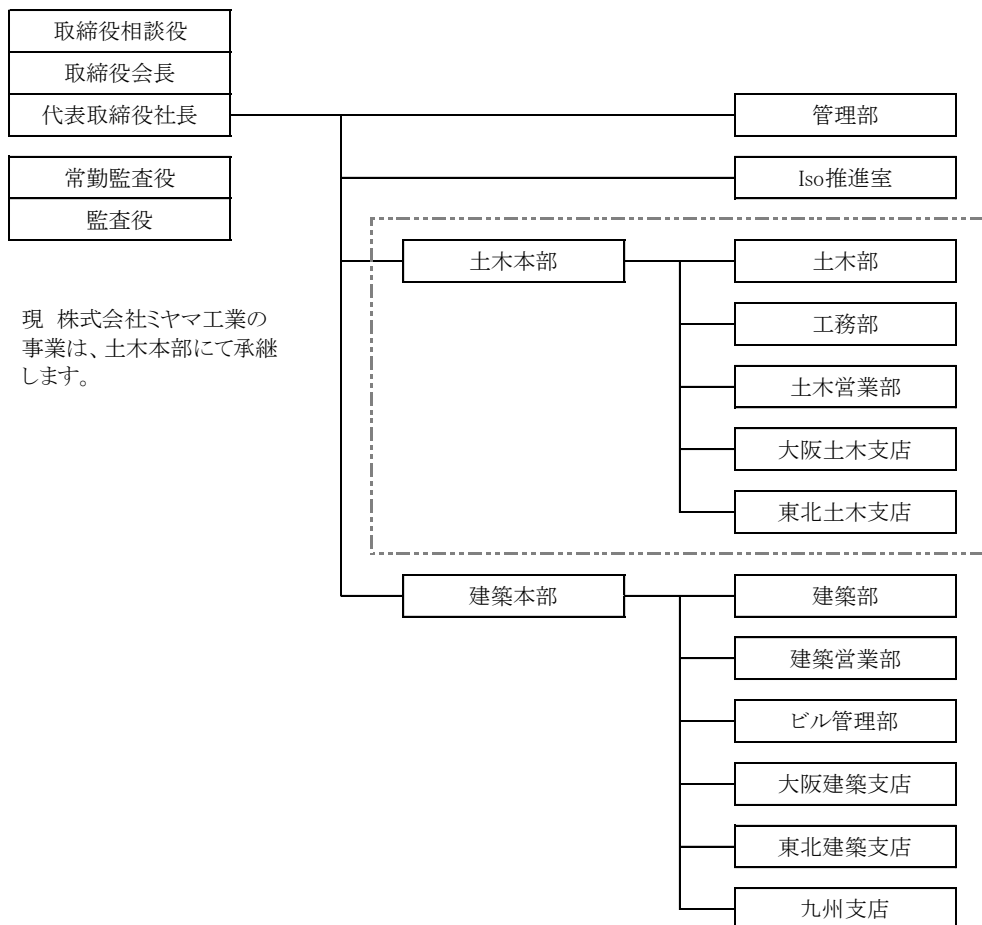 取締役相談役
取締役会長
代表取締役社長
管理部
常勤監査役
Iso推進室
監査役
土木本部
土木部
現 株式会社ミヤマ工業の
事業は、土木本部にて承継
します。
工務部
土木営業部
大阪土木支店
東北土木支店
建築本部
建築部
建築営業部
ビル管理部
大阪建築支店
東北建築支店
九州支店